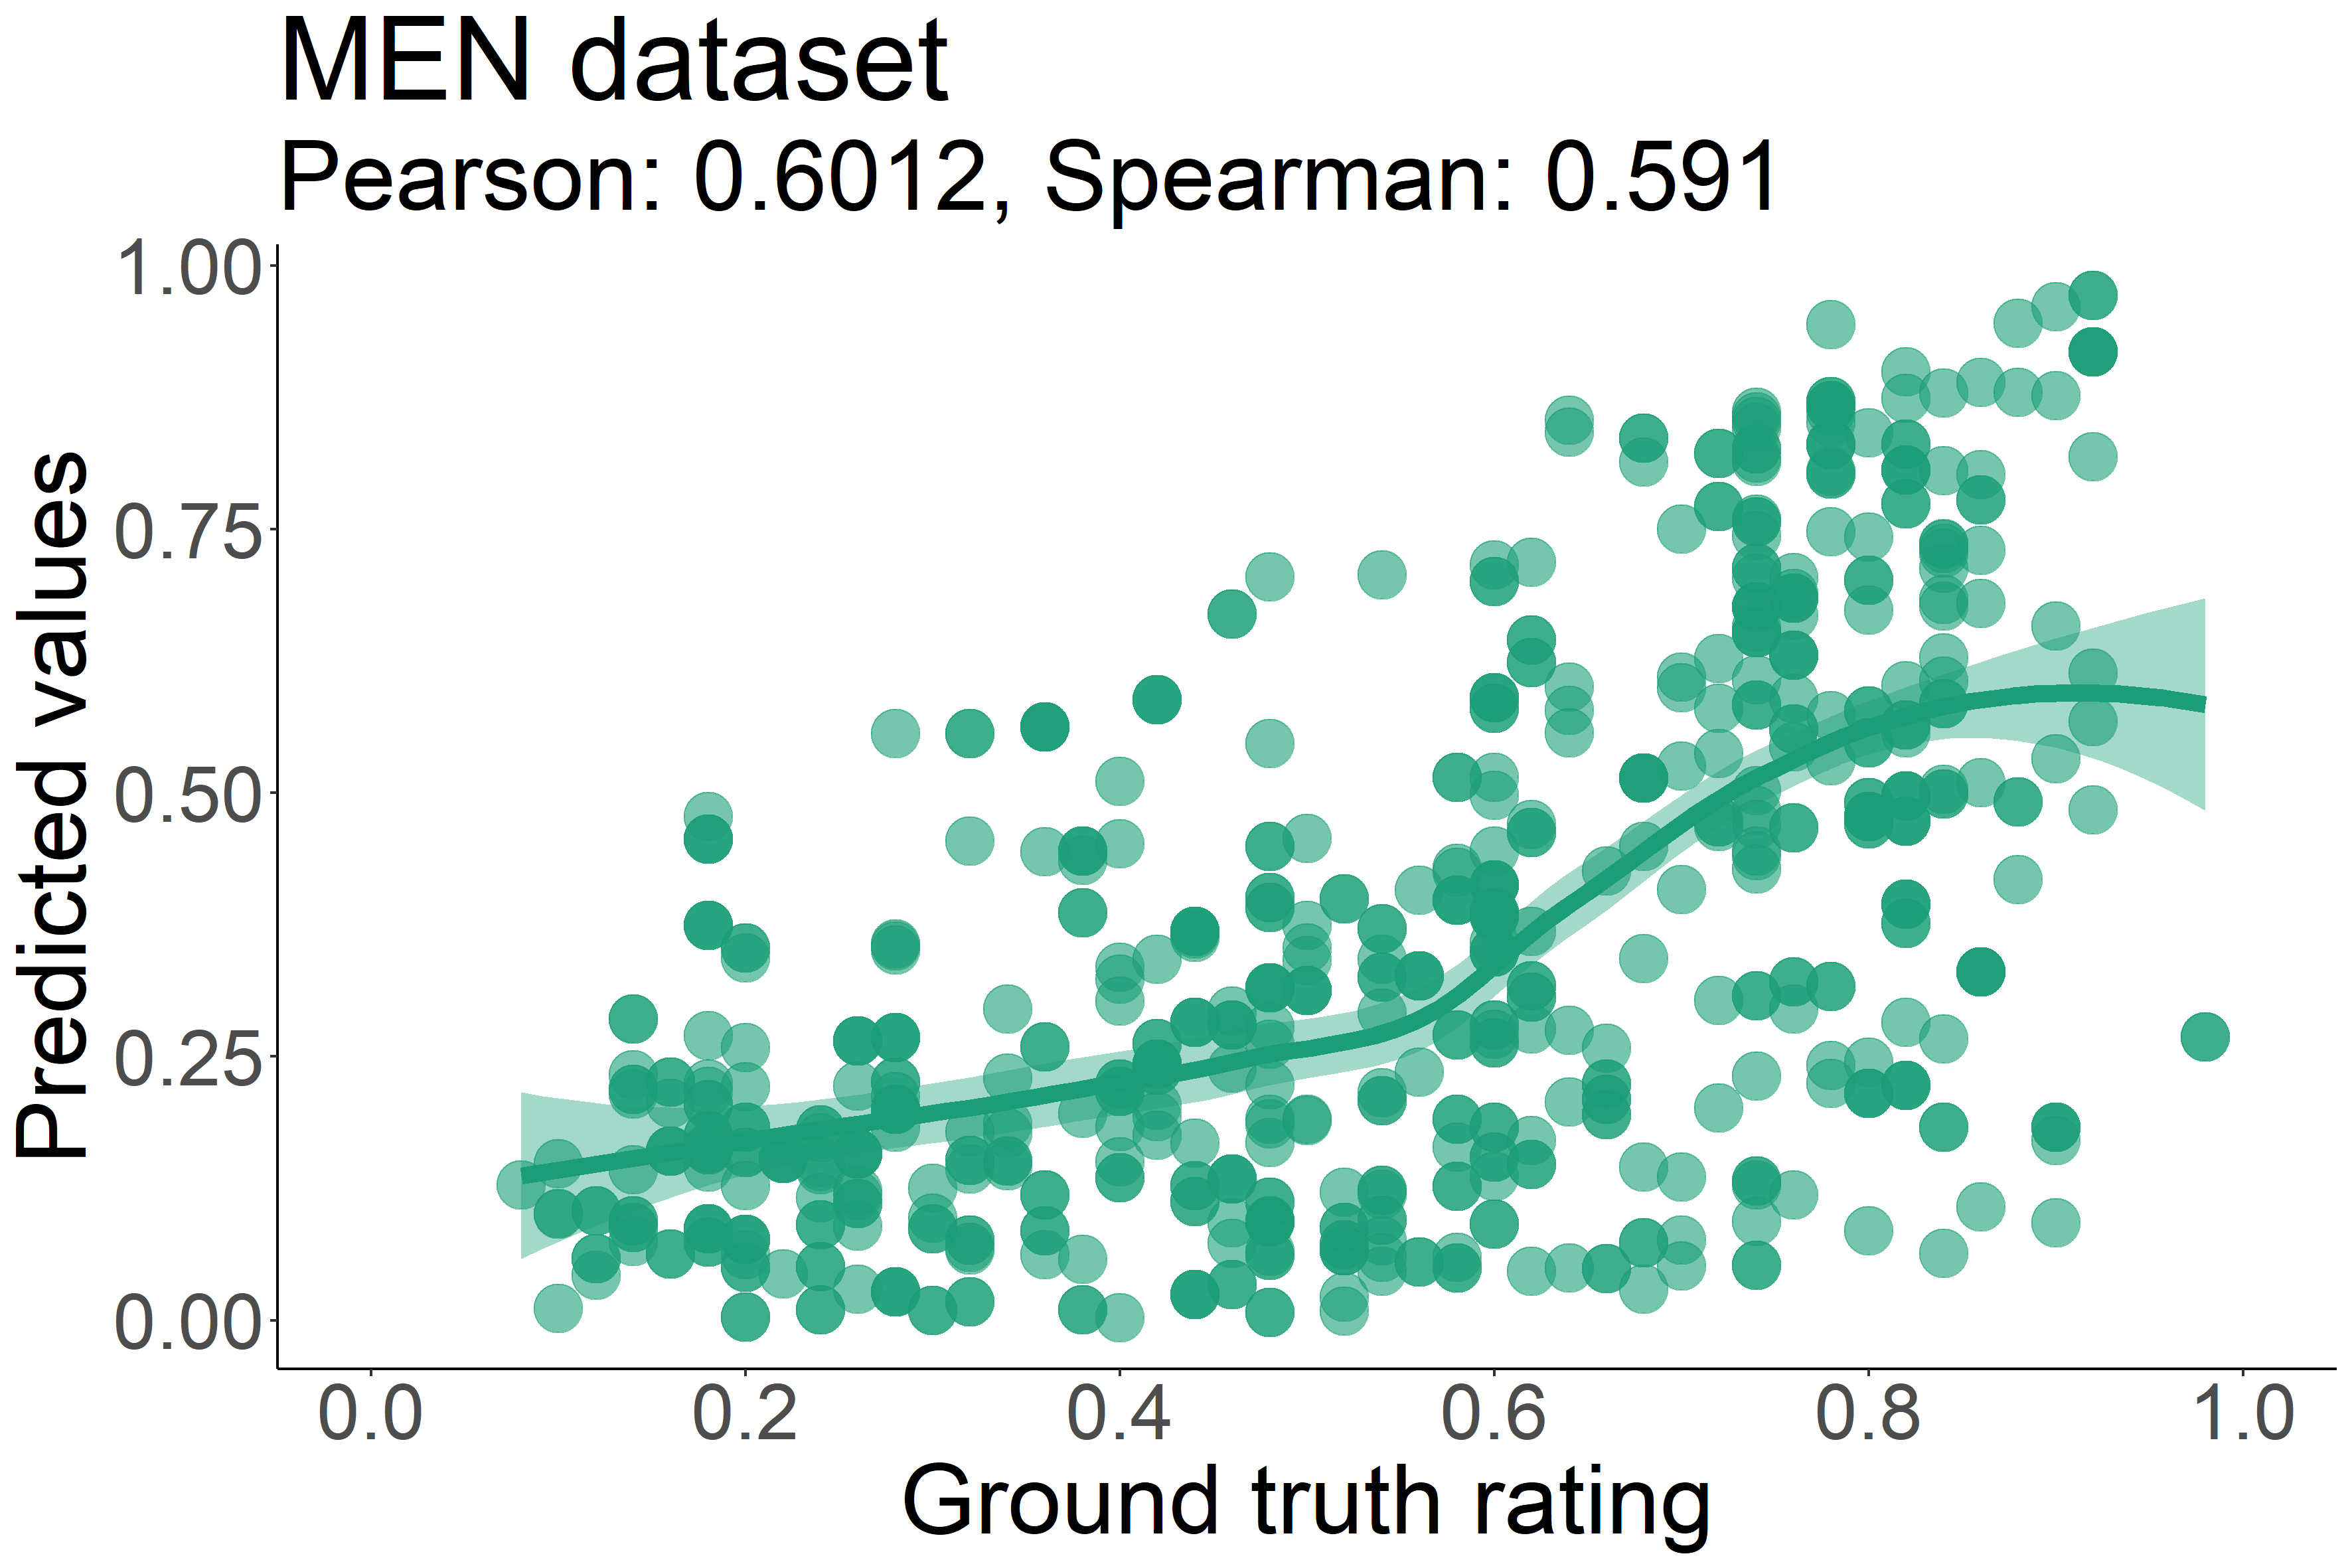 MEN dataset
Pearson: 0.6012, Spearman: 0.591
Predicted values
1.00
0.75
0.50
0.25
0.00
0.0 0.2 0.4 0.6 0.8 1.0
Ground truth rating